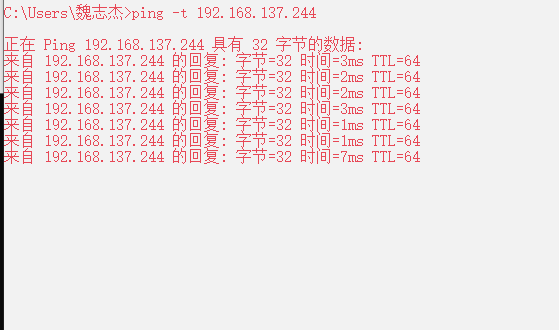 C:\Users\魏志杰>ping -t 192.168.137.244
正在 Ping 192.168.137.244 具有 32 字节的数据:
来自 192.168.137.244 的回复: 字节=32 时间=3ms TTL=64
来自 192.168.137.244 的回复: 字节=32 时间=2ms TTL=64
来自 192.168.137.244 的回复: 字节=32 时间=2ms TTL=64
来自 192.168.137.244 的回复: 字节=32 时间=3ms TTL=64
来自 192.168.137.244 的回复: 字节=32 时间=1ms TTL=64
来自 192.168.137.244 的回复: 字节=32 时间=1ms TTL=64
来自 192.168.137.244 的回复: 字节=32 时间=7ms TTL=64